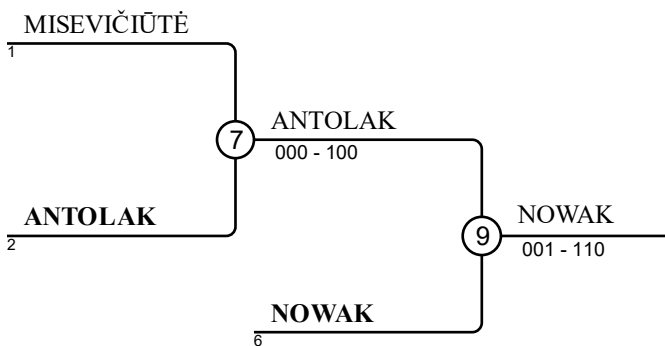 MISEVIČIŪTĖ
1
7
ANTOLAK
000 - 100
ANTOLAK
2
9
NOWAK
001 - 110
NOWAK
6